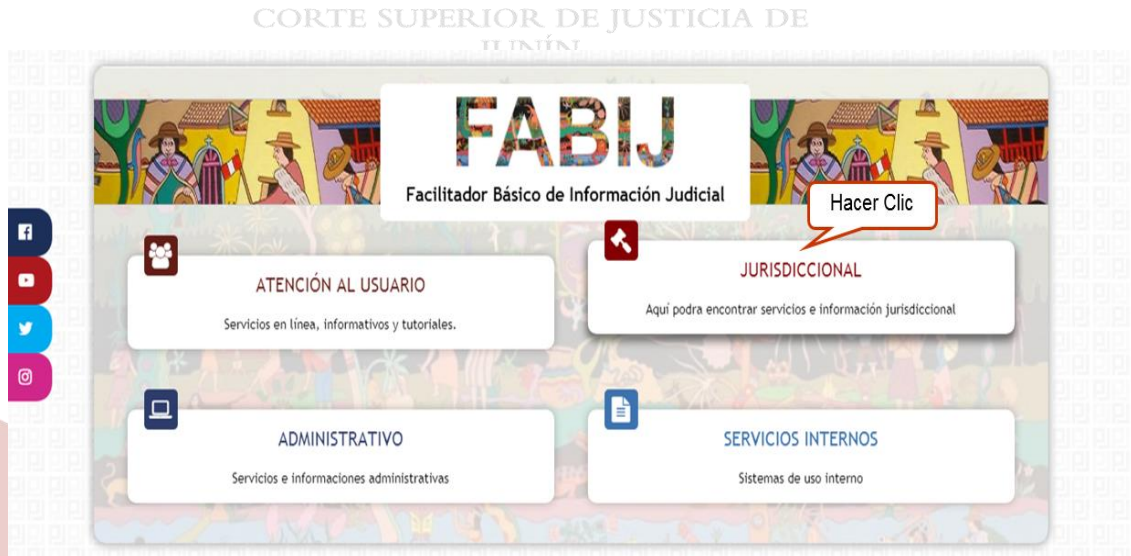 CORTE SUPERIOR DE JUSTICIA DE
JUNÍN
FABIJ
Facilitador Básico de Información Judicial
Hacer Clic
ATENCIÓN AL USUARIO
Servicios en línea, informativos y tutoriales.
JURISDICCIONAL
Aquí podra encontrar servicios e información jurisdiccional
ADMINISTRATIVO
Servicios e informaciones administrativas
SERVICIOS INTERNOS
Sistemas de uso interno